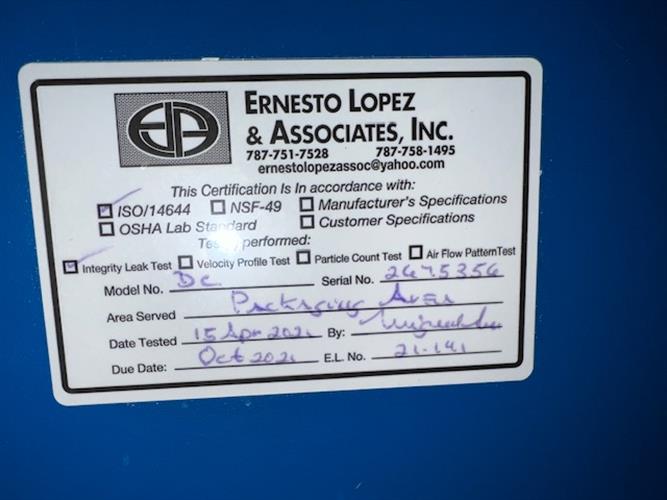 ERNESTO LOPEZ
& ASSOCIATES, INC.
787-751-7528 787-758-1495
ernestolopezassoc@yahoo.com
This Certification Is In accordance with:
ISO/14644 NSF-49 Manufacturer's Specifications
OSHA Lab Standard Customer Specifications
Test performed:
Integrity Leak Test Velocity Profile Test Particle Count Test Air Flow PatternTest
Model No. DC Serial No. 2675356
Area Served Packaging Area
Date Tested 15 Apr 2021 By:
Due Date: Oct 2021 E.L. No. 21-141